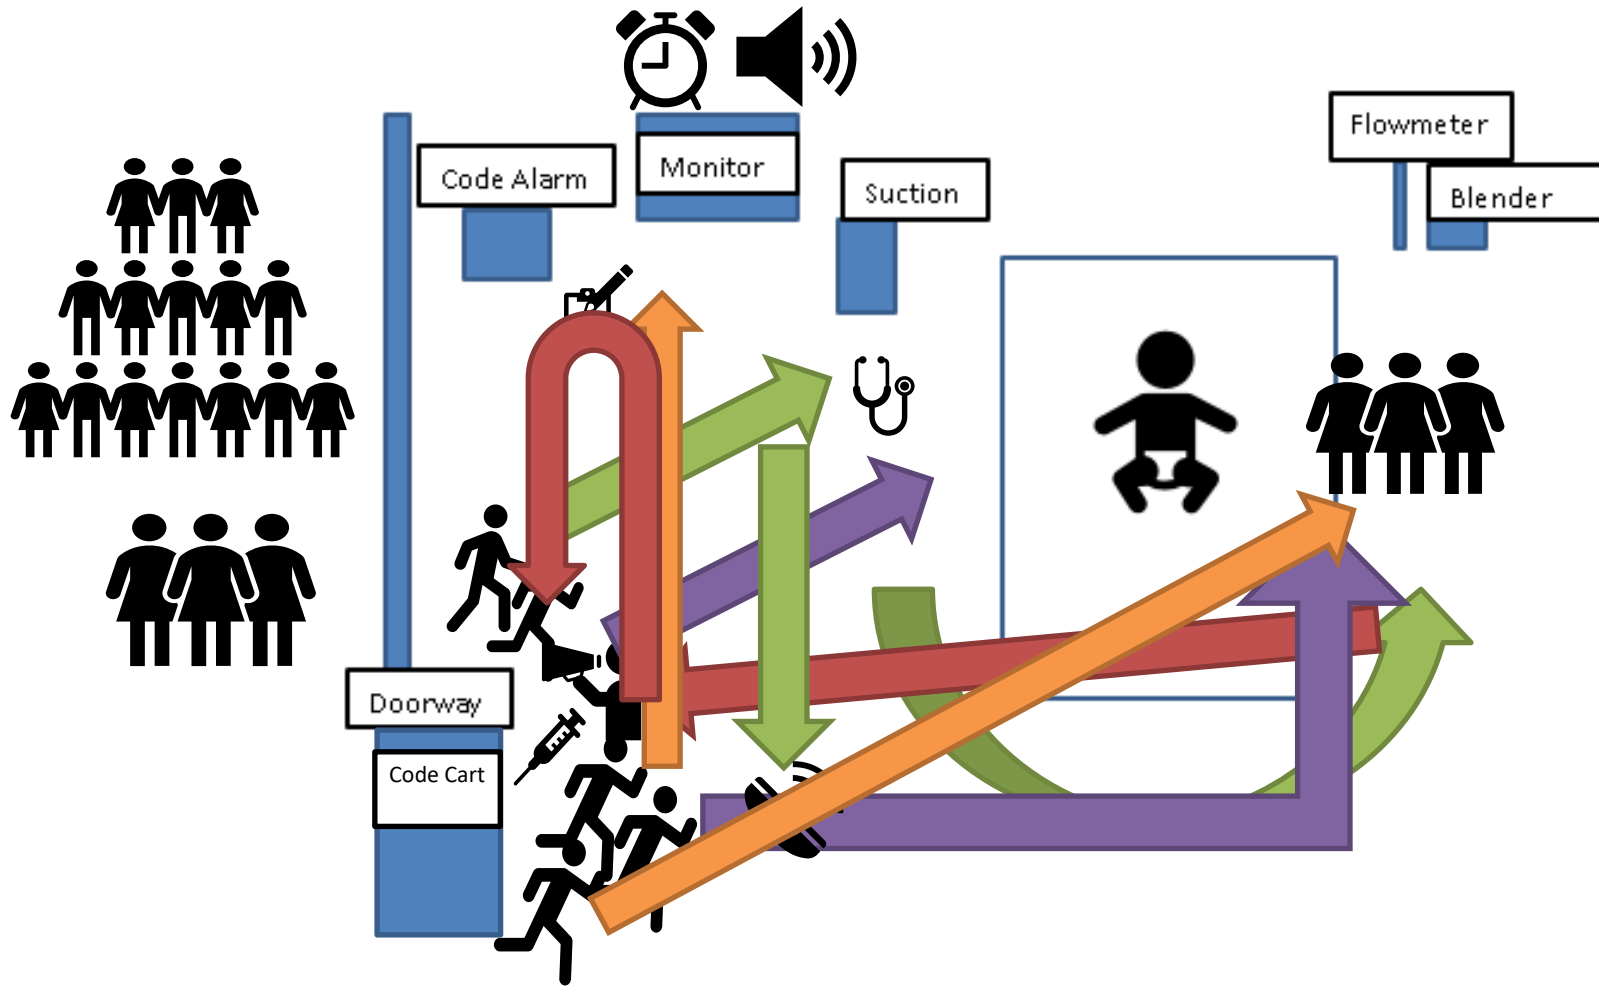 Flowmeter
Code Alarm
Monitor
Suction
Blender
Doorway
Code Cart